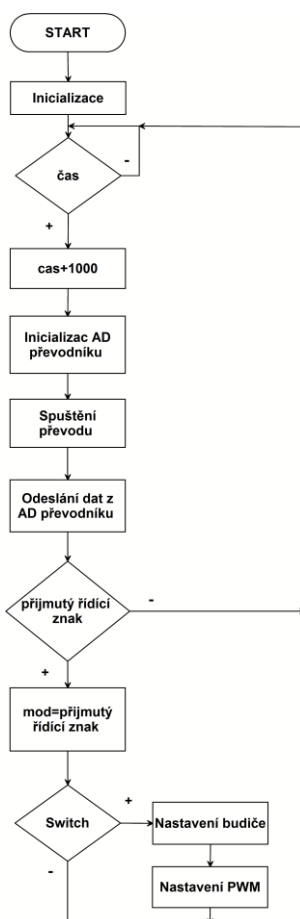 START
Inicializace
čas
-
+
cas+1000
Inicializac AD
převodníku
Spuštění
převodu
Odeslání dat z
AD převodníku
přijmutý řídící
znak
-
+
mod=přijmutý
řídící znak
Switch
+
-
Nastavení budiče
Nastavení PWM